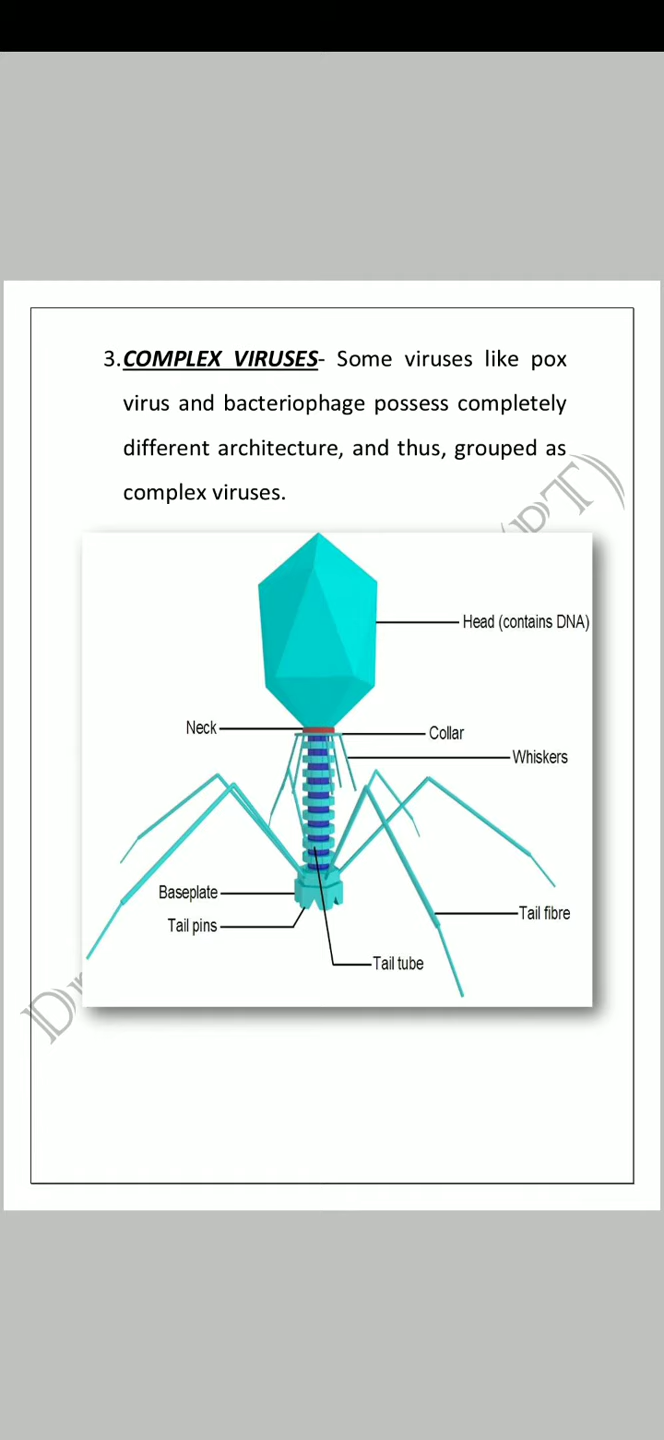 3.COMPLEX VIRUSES- Some viruses like pox
virus and bacteriophage possess completely
different architecture, and thus, grouped as
complex viruses.
PT)
Head (contains DNA)
Neck
Collar
Whiskers
Baseplate
Tail pins
Tail fibre
Tail tube